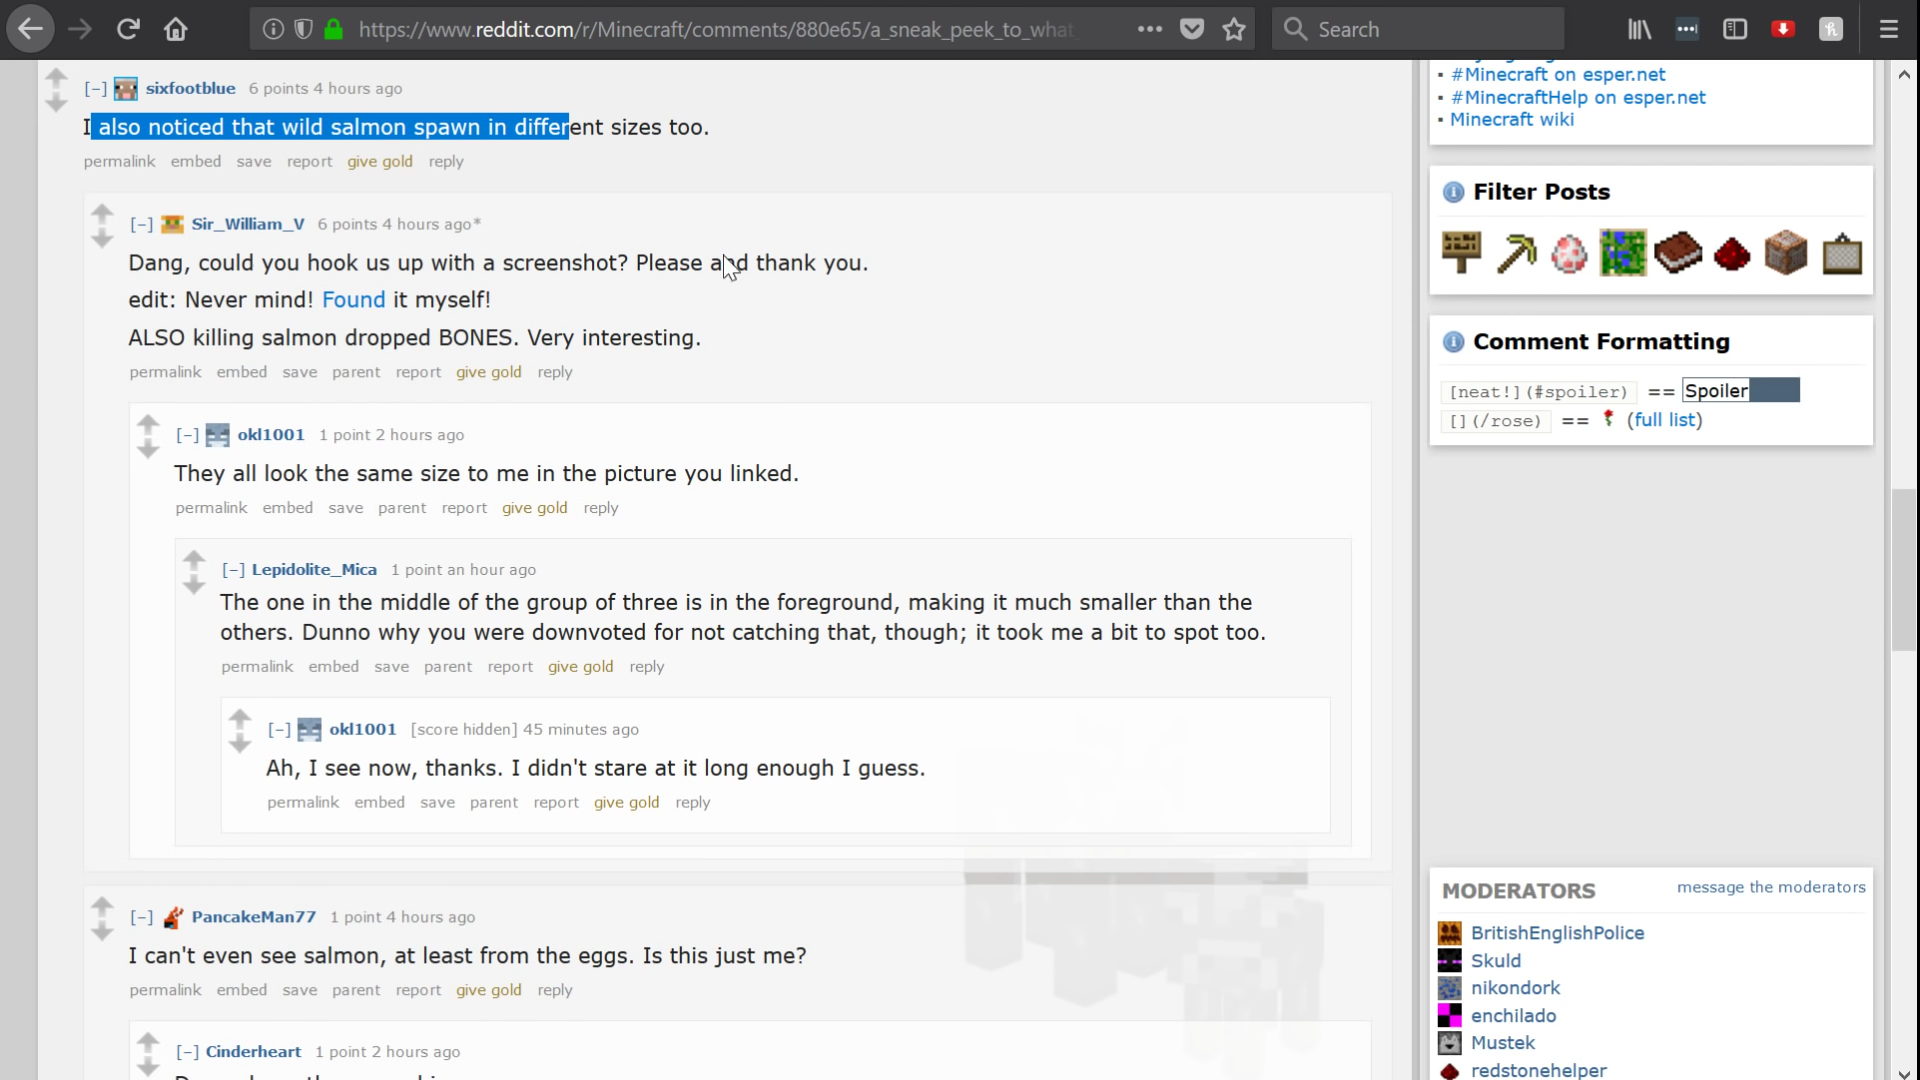 https://www.reddit.com/r/Minecraft/comments/880e65/a_sneak_peek_to_what_
Search
[–] sixfootblue 6 points 4 hours ago
I also noticed that wild salmon spawn in different sizes too.
permalink embed save report give gold reply
[–] Sir_William_V 6 points 4 hours ago*
Dang, could you hook us up with a screenshot? Please and thank you.
edit: Never mind! Found it myself!
ALSO killing salmon dropped BONES. Very interesting.
permalink embed save parent report give gold reply
[–] okl1001 1 point 2 hours ago
They all look the same size to me in the picture you linked.
permalink embed save parent report give gold reply
[–] Lepidolite_Mica 1 point an hour ago
The one in the middle of the group of three is in the foreground, making it much smaller than the
others. Dunno why you were downvoted for not catching that, though; it took me a bit to spot too.
permalink embed save parent report give gold reply
[–] okl1001 [score hidden] 45 minutes ago
Ah, I see now, thanks. I didn't stare at it long enough I guess.
permalink embed save parent report give gold reply
[–] PancakeMan77 1 point 4 hours ago
I can't even see salmon, at least from the eggs. Is this just me?
permalink embed save parent report give gold reply
[–] Cinderheart 1 point 2 hours ago
#Minecraft on esper.net
#MinecraftHelp on esper.net
Minecraft wiki
Filter Posts
Comment Formatting
[neat!](#spoiler) == Spoiler
[](/rose) == (full list)
MODERATORS message the moderators
BritishEnglishPolice
Skuld
nikondork
enchilado
Mustek
redstonehelper